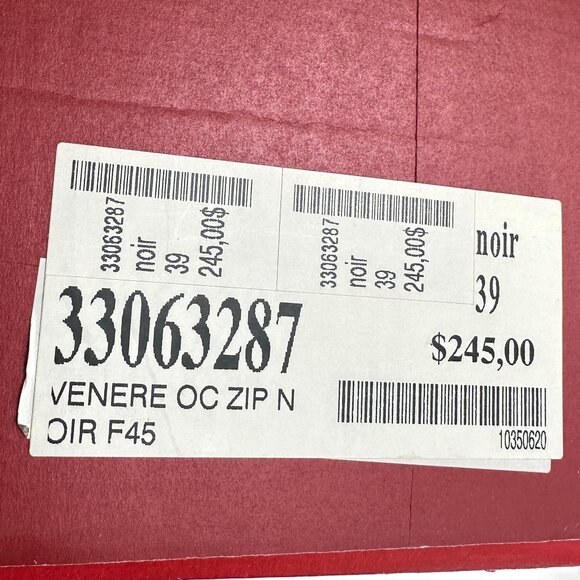 33063287
noir
39
245,00$
33063287
noir
39
245,00$
noir
39
33063287
$245,00
VENERE OC ZIP N
OIR F45
10350620